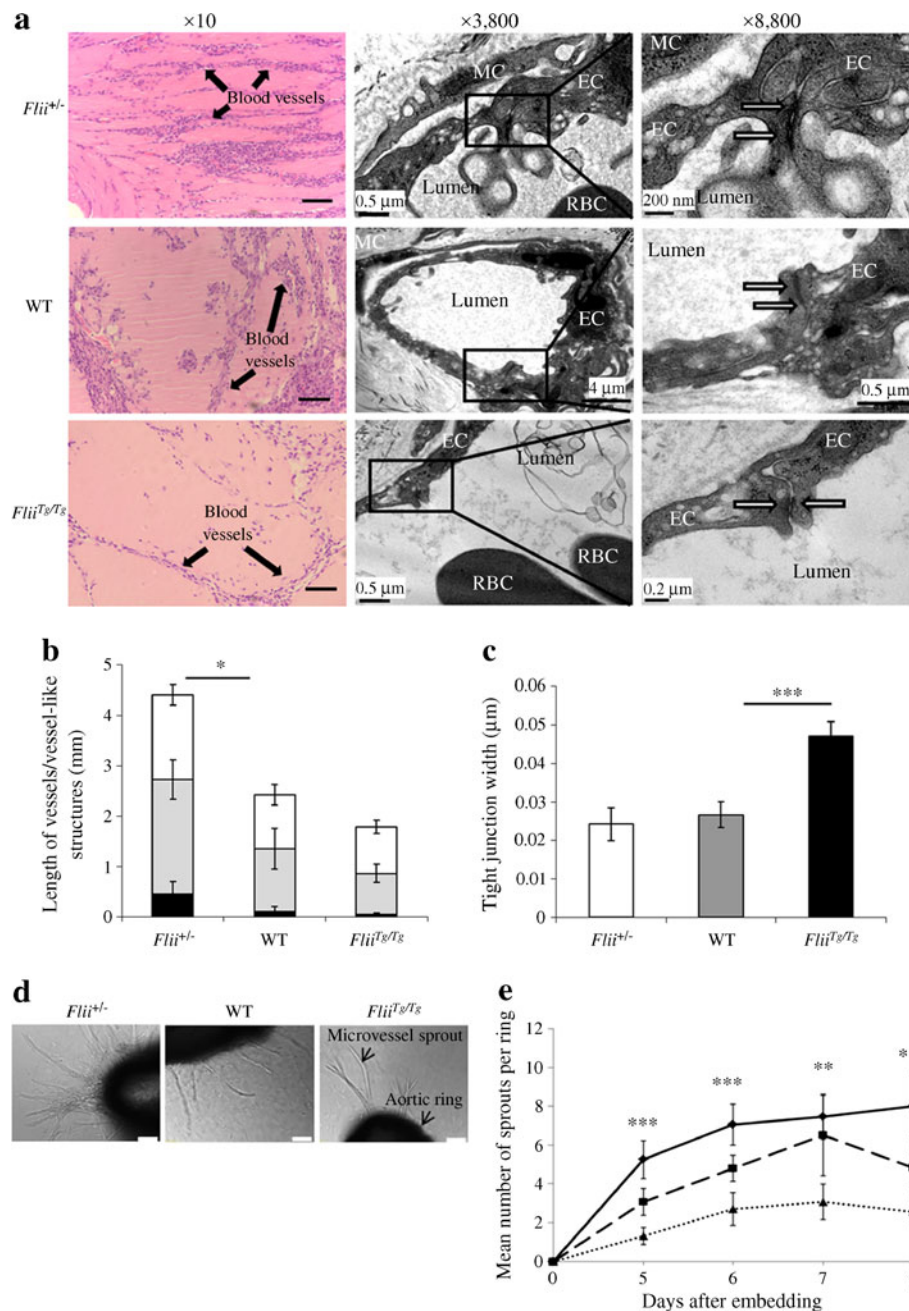 a
×10
×3,800
×8,800
Flii+/-
Blood vessels
MC
EC
Lumen
0.5 µm
RBC
MC
EC
EC
Lumen
200 nm
WT
Blood
vessels
MC
Lumen
EC
4 µm
Lumen
EC
0.5 µm
FliiTg/Tg
Blood
vessels
EC
Lumen
RBC
RBC
0.5 µm
EC
EC
Lumen
0.2 µm
b
Length of vessels/vessel-like
structures (mm)
5
4
3
2
1
0
*
Flii+/-
WT
FliiTg/Tg
c
Tight junction width (µm)
0.06
0.05
0.04
0.03
0.02
0.01
0
***
Flii+/-
WT
FliiTg/Tg
d
Flii+/-
WT
FliiTg/Tg
Microvessel sprout
Aortic ring
e
Mean number of sprouts per ring
12
10
8
6
4
2
0
***
***
**
*
0
5
6
7
Days after embedding